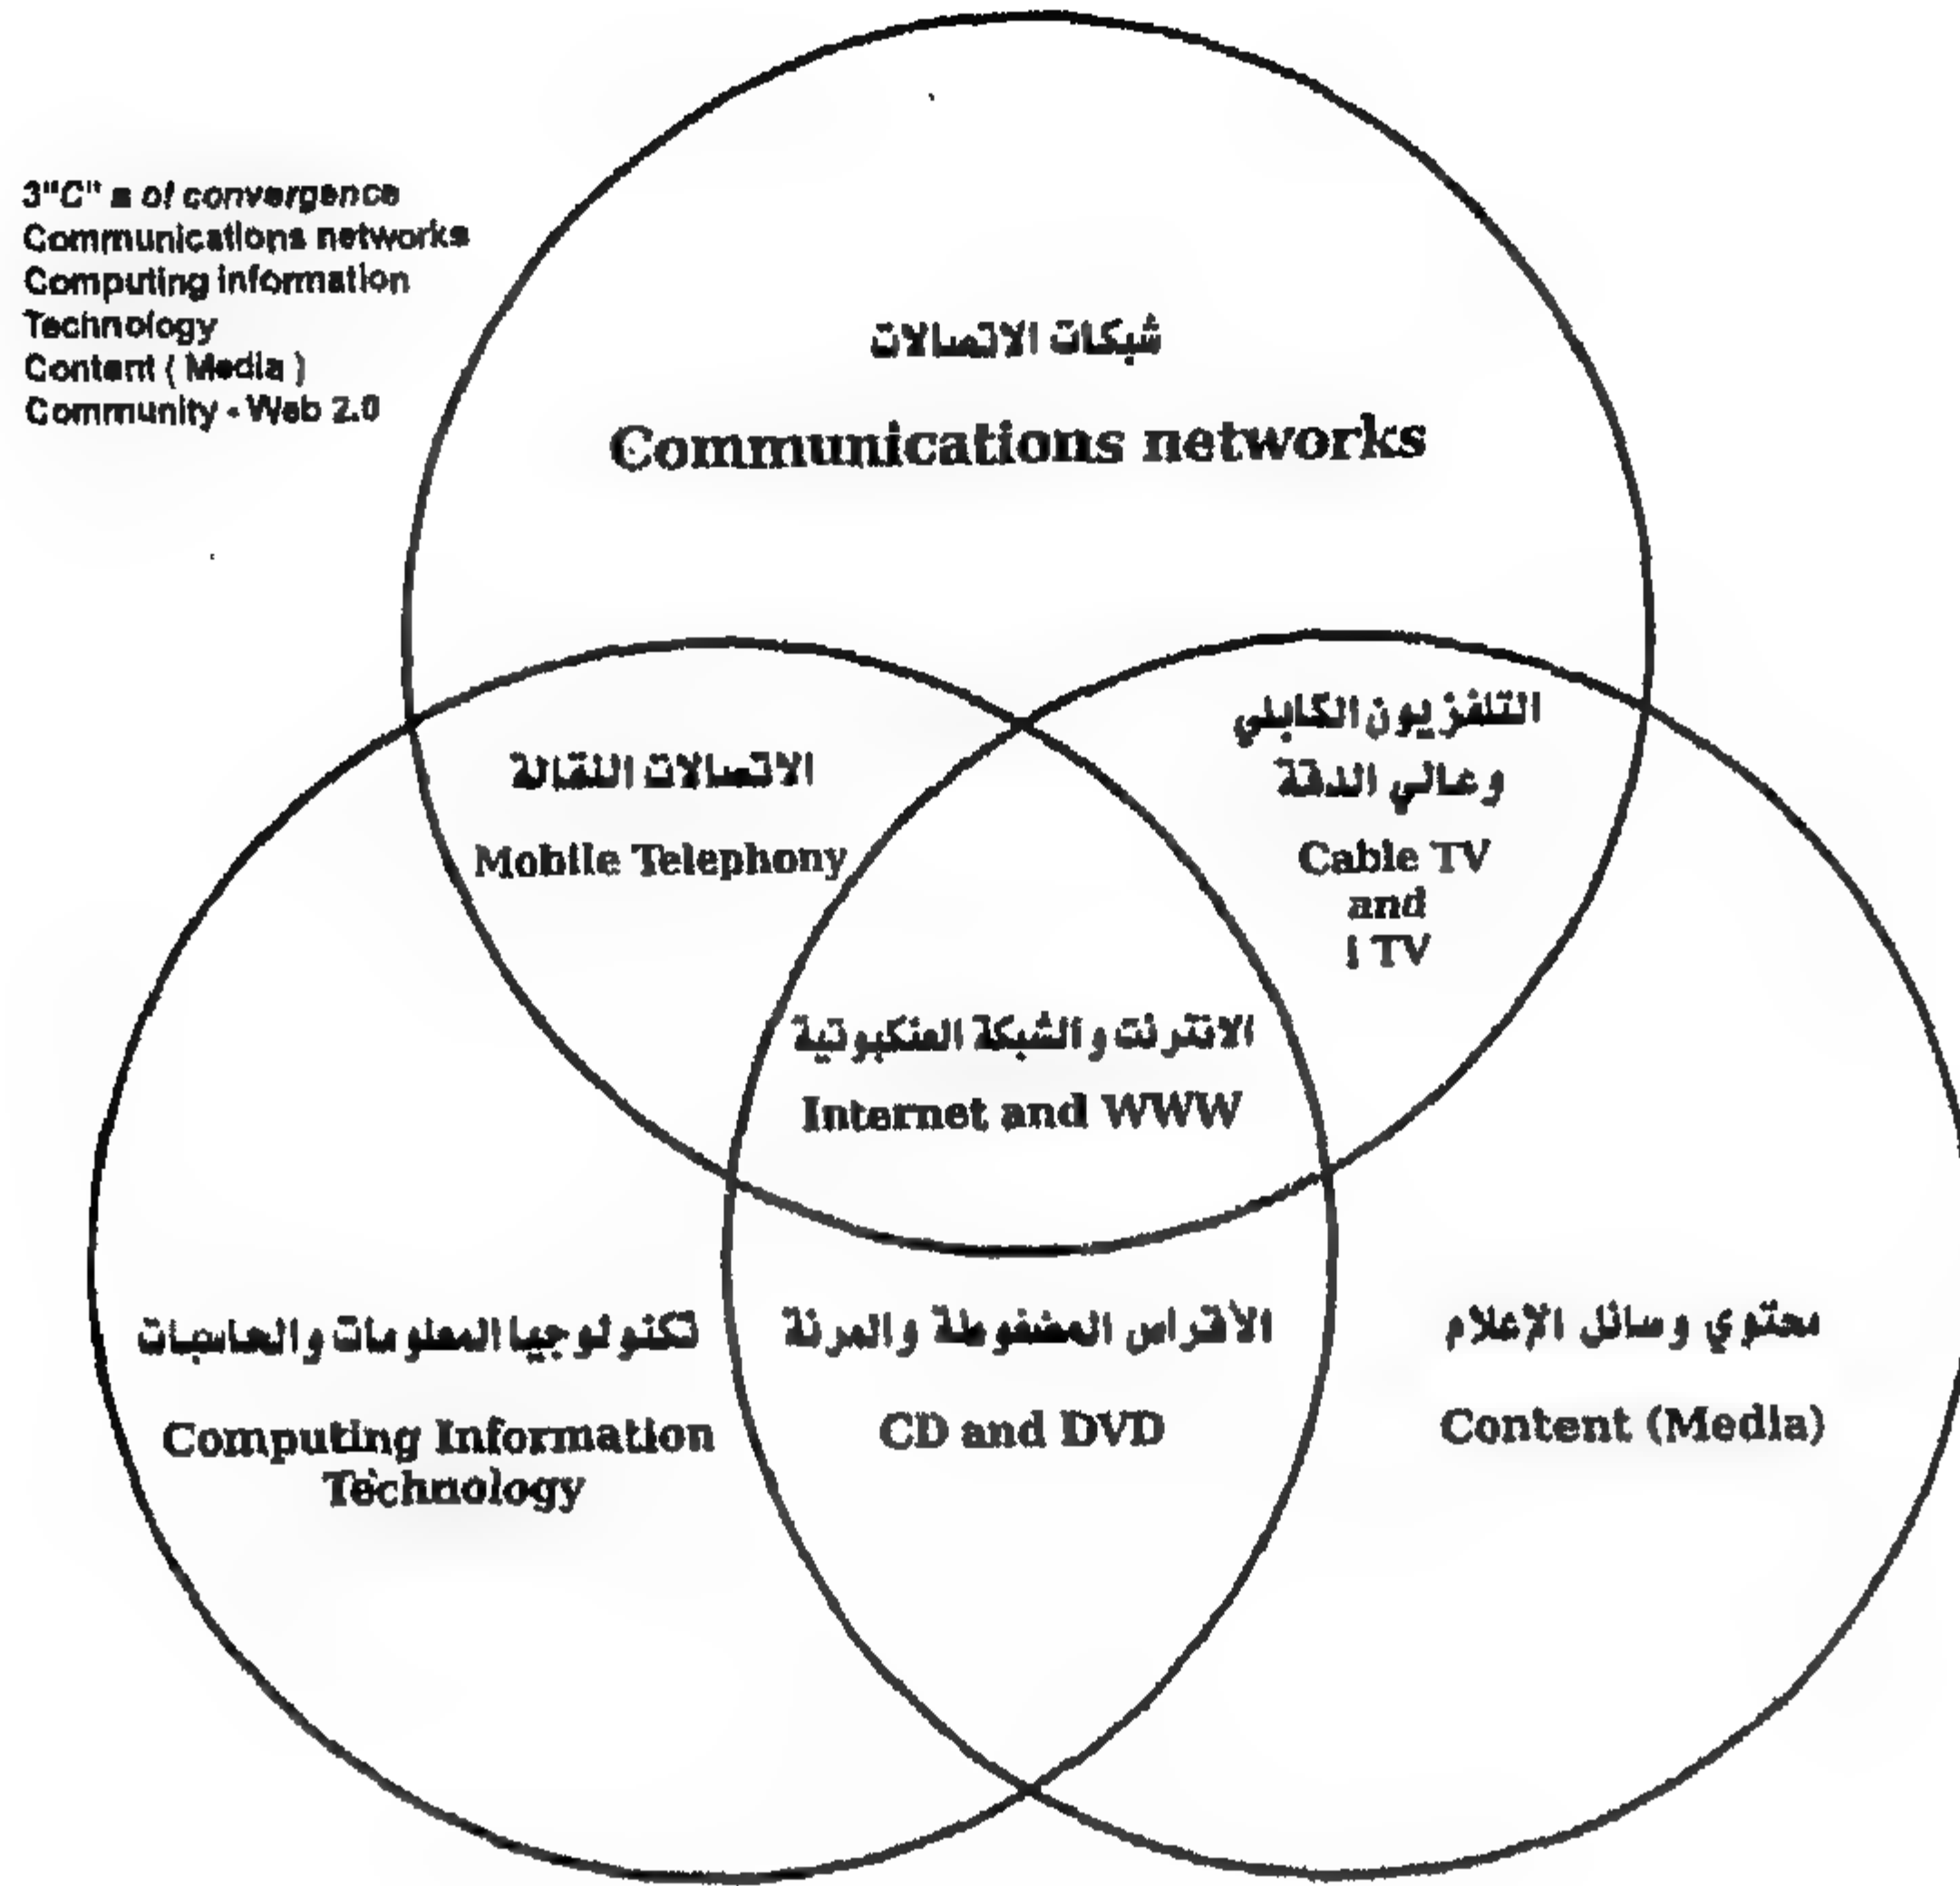 3"C" s of convergence
Communications networks
Computing information
Technology
Content ( Media )
Community - Web 2.0
شبكات الاتصالات
Communications networks
الاتصالات النقالة
Mobile Telephony
التلفزيون الكابلي
وعالي الدقة
Cable TV
and
i TV
الانترنت والشبكة العنكبوتية
Internet and WWW
تكنولوجيا المعلومات والحاسبات
Computing Information
Technology
الأقراص المضغوطة والمرنة
CD and DVD
محتوي وسائل الإعلام
Content (Media)